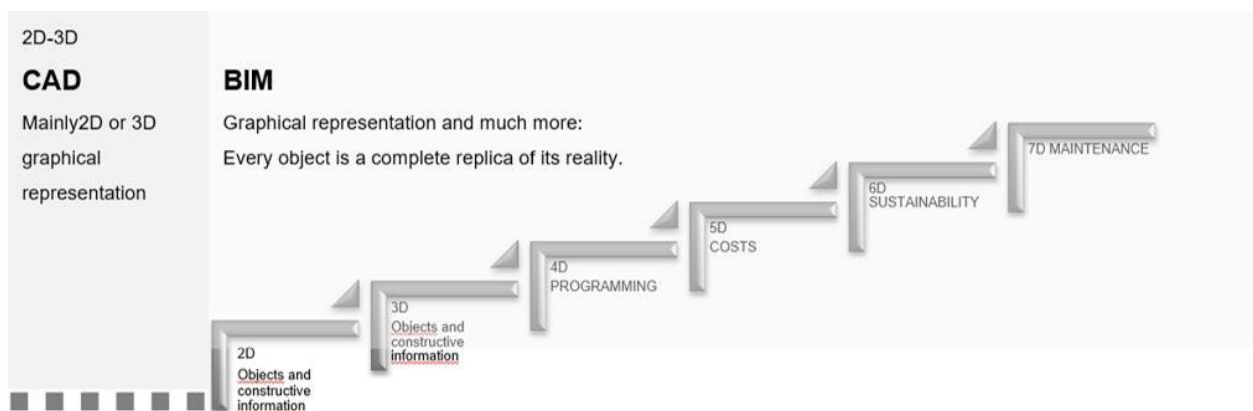 2D-3D
CAD
Mainly2D or 3D
graphical
representation
BIM
Graphical representation and much more:
Every object is a complete replica of its reality.
2D
Objects and
constructive
information
3D
Objects and
constructive
information
4D
PROGRAMMING
5D
COSTS
6D
SUSTAINABILITY
7D MAINTENANCE